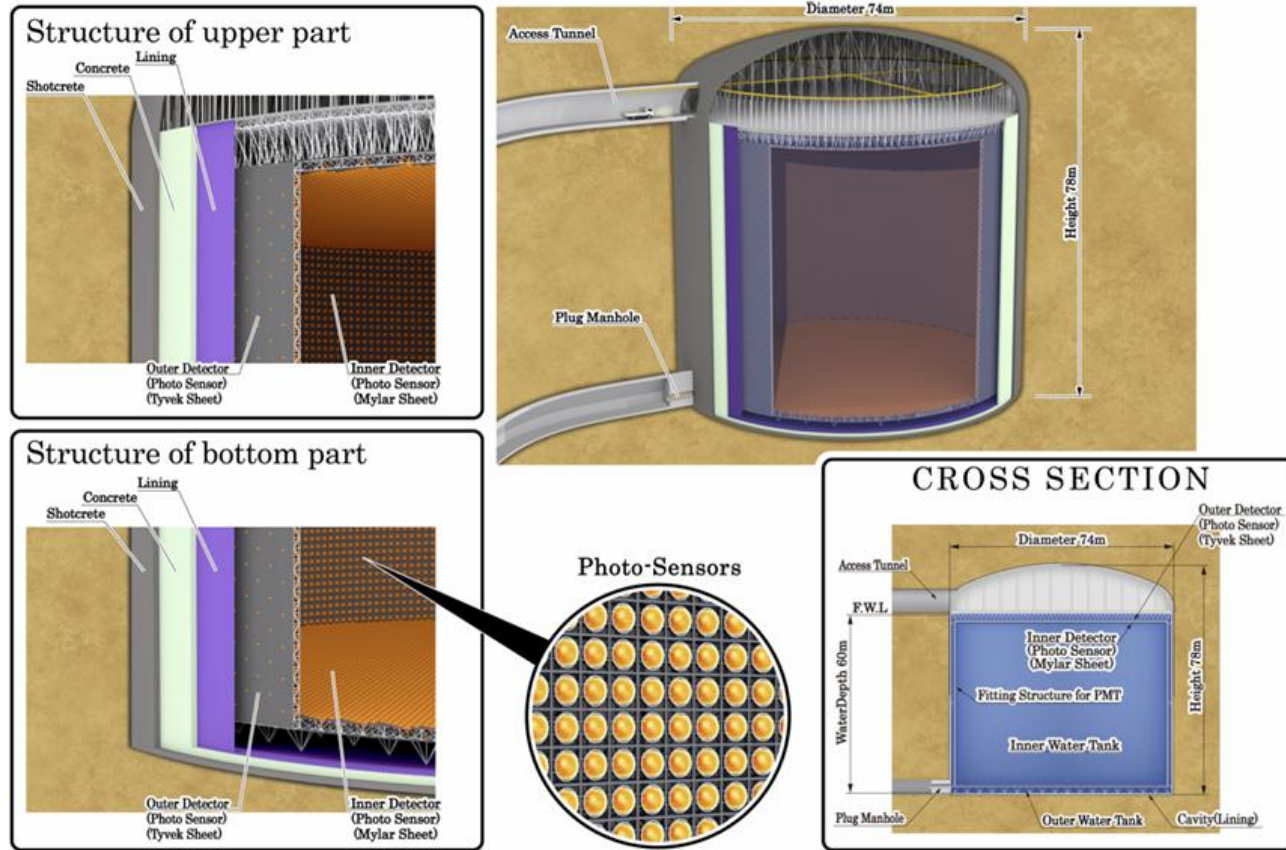 Structure of upper part
Lining
Concrete
Shotcrete
Outer Detector
(Photo Sensor)
(Tyvek Sheet)
Inner Detector
(Photo Sensor)
(Mylar Sheet)
Diameter 74m
Access Tunnel
Height 78m
Plug Manhole
Structure of bottom part
Lining
Concrete
Shotcrete
Outer Detector
(Photo Sensor)
(Tyvek Sheet)
Inner Detector
(Photo Sensor)
(Mylar Sheet)
Photo-Sensors
CROSS SECTION
Outer Detector
(Photo Sensor)
(Tyvek Sheet)
Diameter 74m
Access Tunnel
F.W.L
Inner Detector
(Photo Sensor)
(Mylar Sheet)
WaterDepth 60m
Height 78m
Fitting Structure for PMT
Inner Water Tank
Plug Manhole
Outer Water Tank
Cavity(Lining)